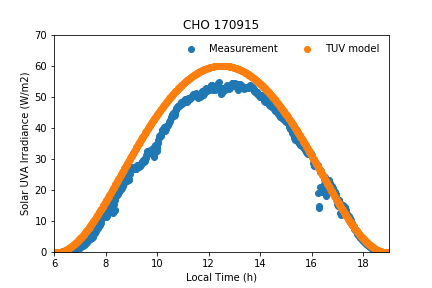 CHO 170915
Measurement TUV model
Solar UVA Irradiance (W/m2)
70
60
50
40
30
20
10
0
6 8 10 12 14 16 18
Local Time (h)